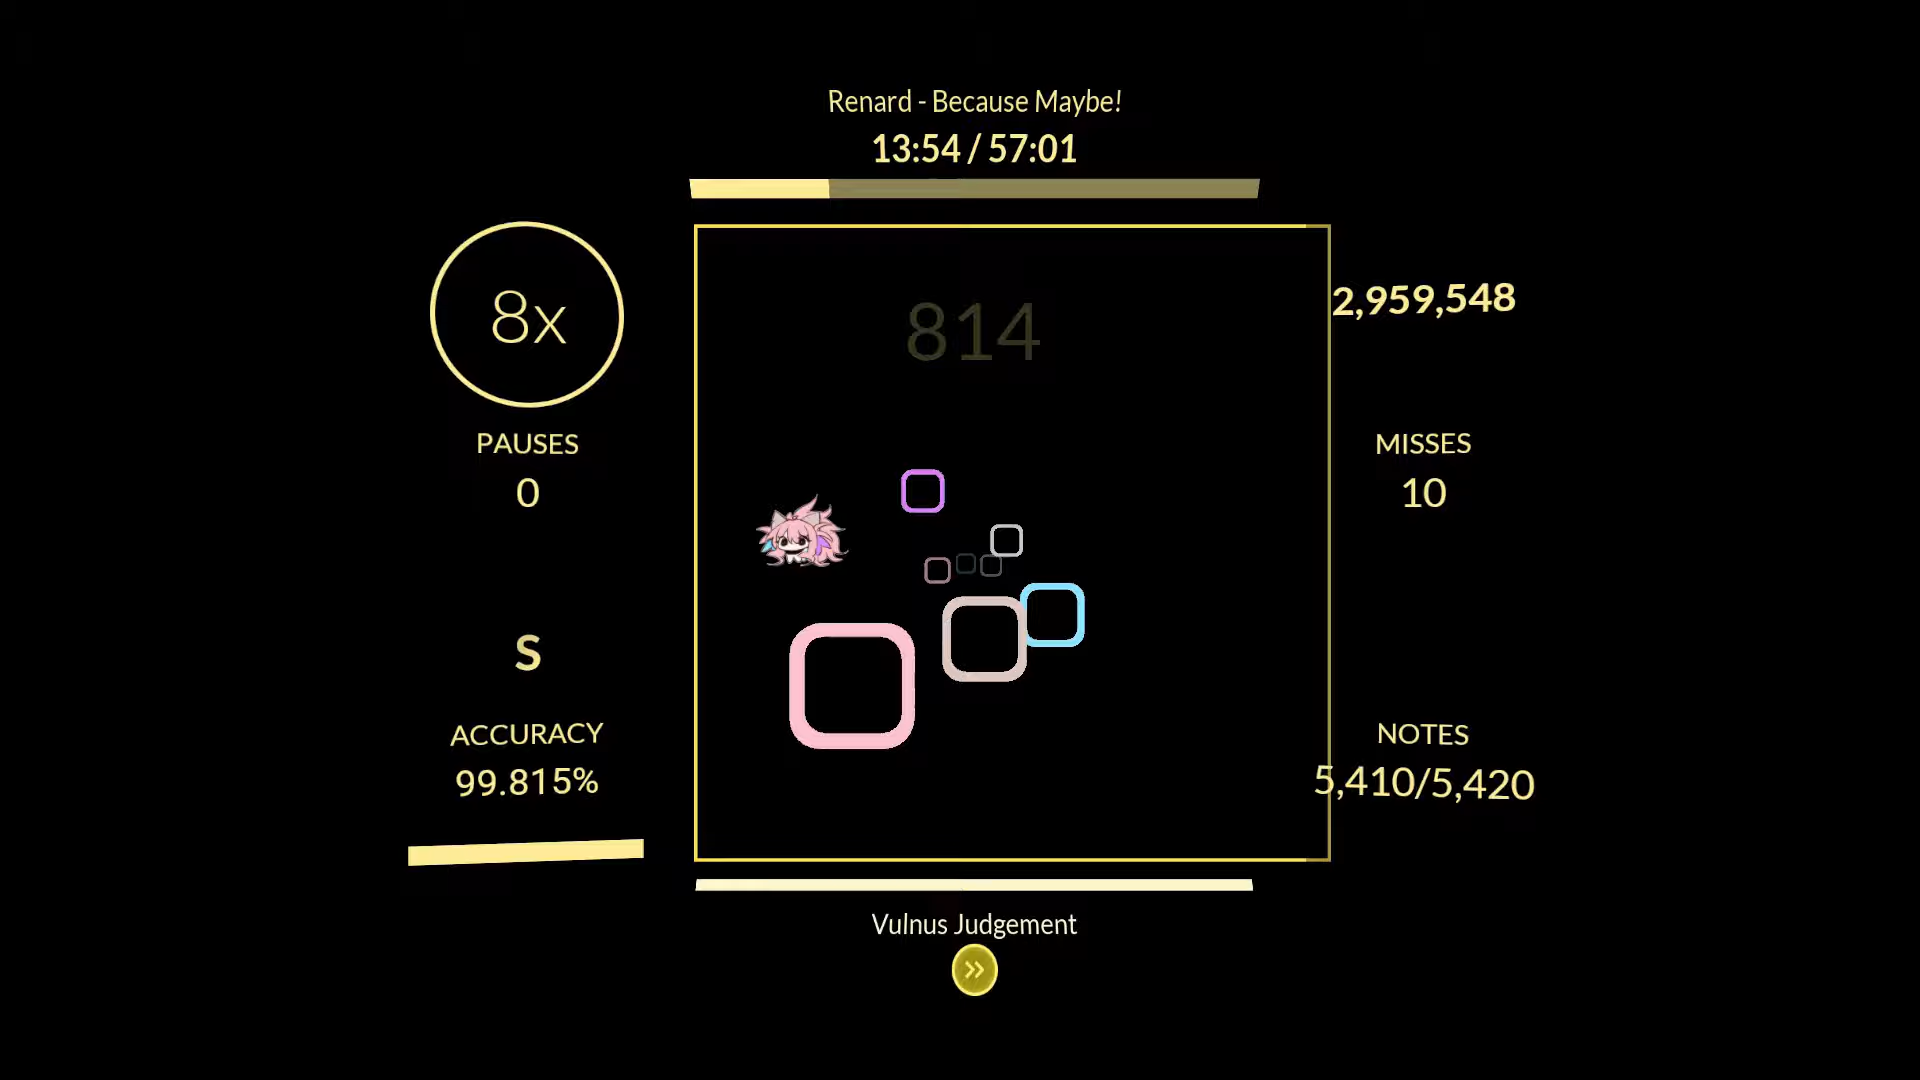 Renard - Because Maybe!
13:54 / 57:01
8x
814
2,959,548
PAUSES
0
MISSES
10
S
ACCURACY
99.815%
NOTES
5,410/5,420
Vulnus Judgement